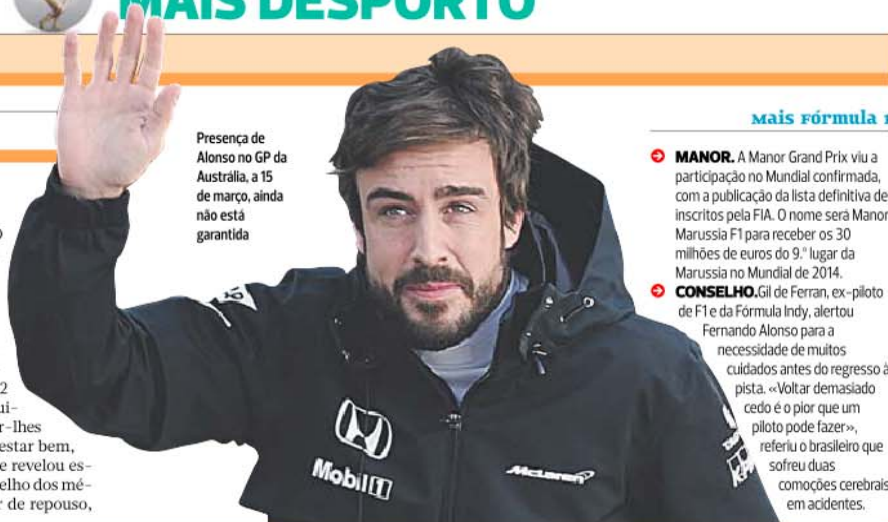 MAIS DESPORTO
Presença de
Alonso no GP da
Austrália, a 15
de março, ainda
não está
garantida
Mais Fórmula 1
MANOR. A Manor Grand Prix viu a
participação no Mundial confirmada,
com a publicação da lista definitiva de
inscritos pela FIA. O nome será Manor
Marussia F1 para receber os 30
milhões de euros do 9.º lugar da
Marussia no Mundial de 2014.
CONSELHO.Gil de Ferran, ex-piloto
de F1 e da Fórmula Indy, alertou
Fernando Alonso para a
necessidade de muitos
cuidados antes do regresso à
pista. «Voltar demasiado
cedo é o pior que um
piloto pode fazer»,
referiu o brasileiro que
sofreu duas
comoções cerebrais
em acidentes.
2
ui-
r-lhes
estar bem,
e revelou es-
elho dos mé-
r de repouso,
HONDA
Mobil 1
McLaren